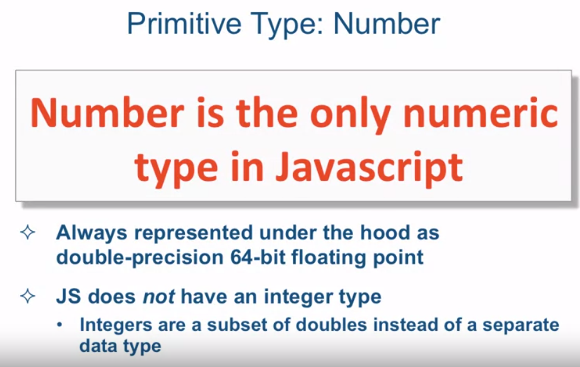 Primitive Type: Number
Number is the only numeric
type in Javascript
✧ Always represented under the hood as
double-precision 64-bit floating point
✧ JS does not have an integer type
• Integers are a subset of doubles instead of a separate
data type